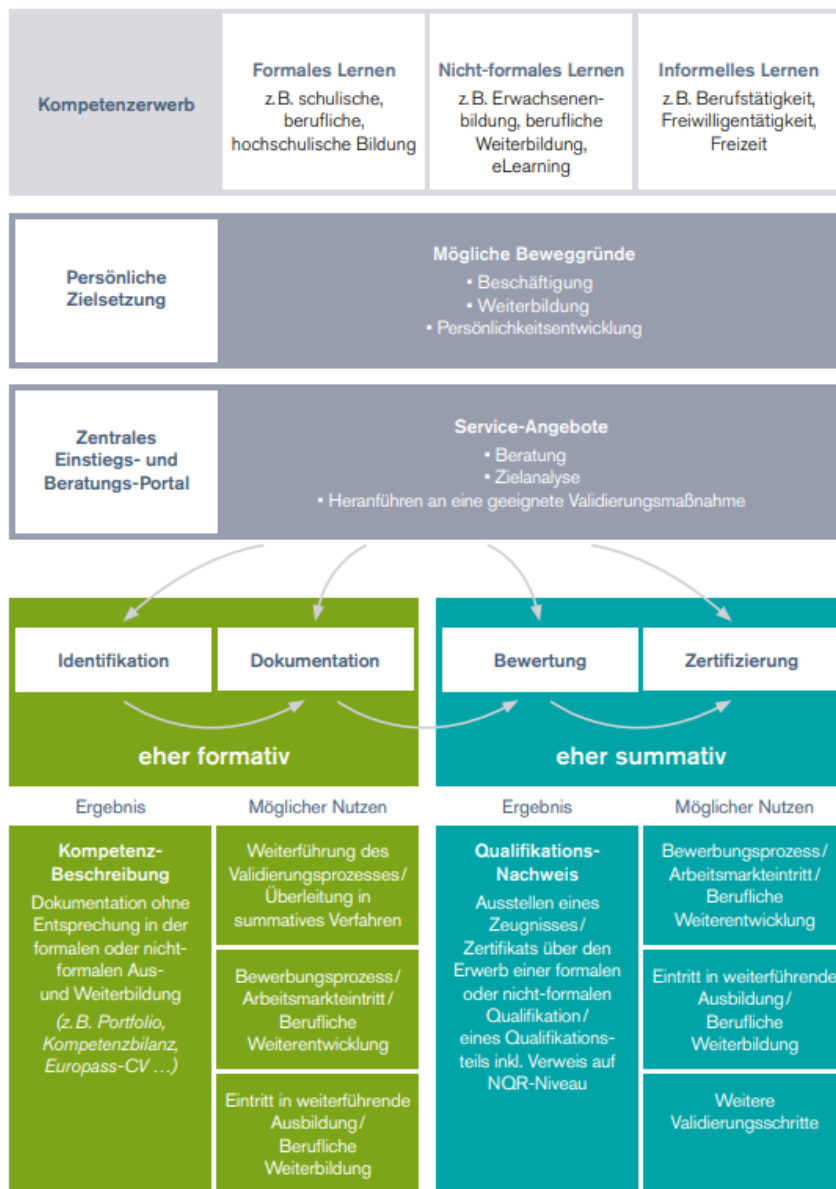 Kompetenzerwerb
Formales Lernen
z. B. schulische,
berufliche,
hochschulische Bildung
Nicht-formales Lernen
z. B. Erwachsenen-
bildung, berufliche
Weiterbildung,
eLearning
Informelles Lernen
z. B. Berufstätigkeit,
Freiwilligentätigkeit,
Freizeit
Persönliche
Zielsetzung
Mögliche Beweggründe
• Beschäftigung
• Weiterbildung
• Persönlichkeitsentwicklung
Zentrales
Einstiegs- und
Beratungs-Portal
Service-Angebote
• Beratung
• Zielanalyse
• Heranführen an eine geeignete Validierungsmaßnahme
Identifikation
Dokumentation
eher formativ
Bewertung
Zertifizierung
eher summativ
Ergebnis
Kompetenz-
Beschreibung
Dokumentation ohne
Entsprechung in der
formalen oder nicht-
formalen Aus-
und Weiterbildung
(z. B. Portfolio,
Kompetenzbilanz,
Europass-CV …)
Möglicher Nutzen
Weiterführung des
Validierungsprozesses/
Überleitung in
summatives Verfahren
Bewerbungsprozess/
Arbeitsmarkteintritt/
Berufliche
Weiterentwicklung
Eintritt in weiterführende
Ausbildung/
Berufliche
Weiterbildung
Ergebnis
Qualifikations-
Nachweis
Ausstellen eines
Zeugnisses/
Zertifikats über den
Erwerb einer formalen
oder nicht-formalen
Qualifikation/
eines Qualifikations-
teils inkl. Verweis auf
NQR-Niveau
Möglicher Nutzen
Bewerbungsprozess/
Arbeitsmarkteintritt/
Berufliche
Weiterentwicklung
Eintritt in weiterführende
Ausbildung/
Berufliche
Weiterbildung
Weitere
Validierungsschritte